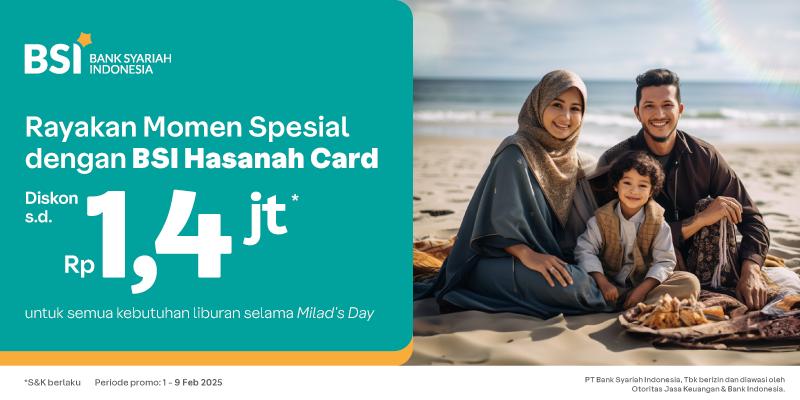 BSI BANK SYARIAH
INDONESIA
Rayakan Momen Spesial
dengan BSI Hasanah Card
Diskon
s.d.
Rp1,4 jt*
untuk semua kebutuhan liburan selama Milad's Day
*S&K berlaku Periode promo: 1 - 9 Feb 2025
PT Bank Syariah Indonesia, Tbk berizin dan diawasi oleh
Otoritas Jasa Keuangan & Bank Indonesia.